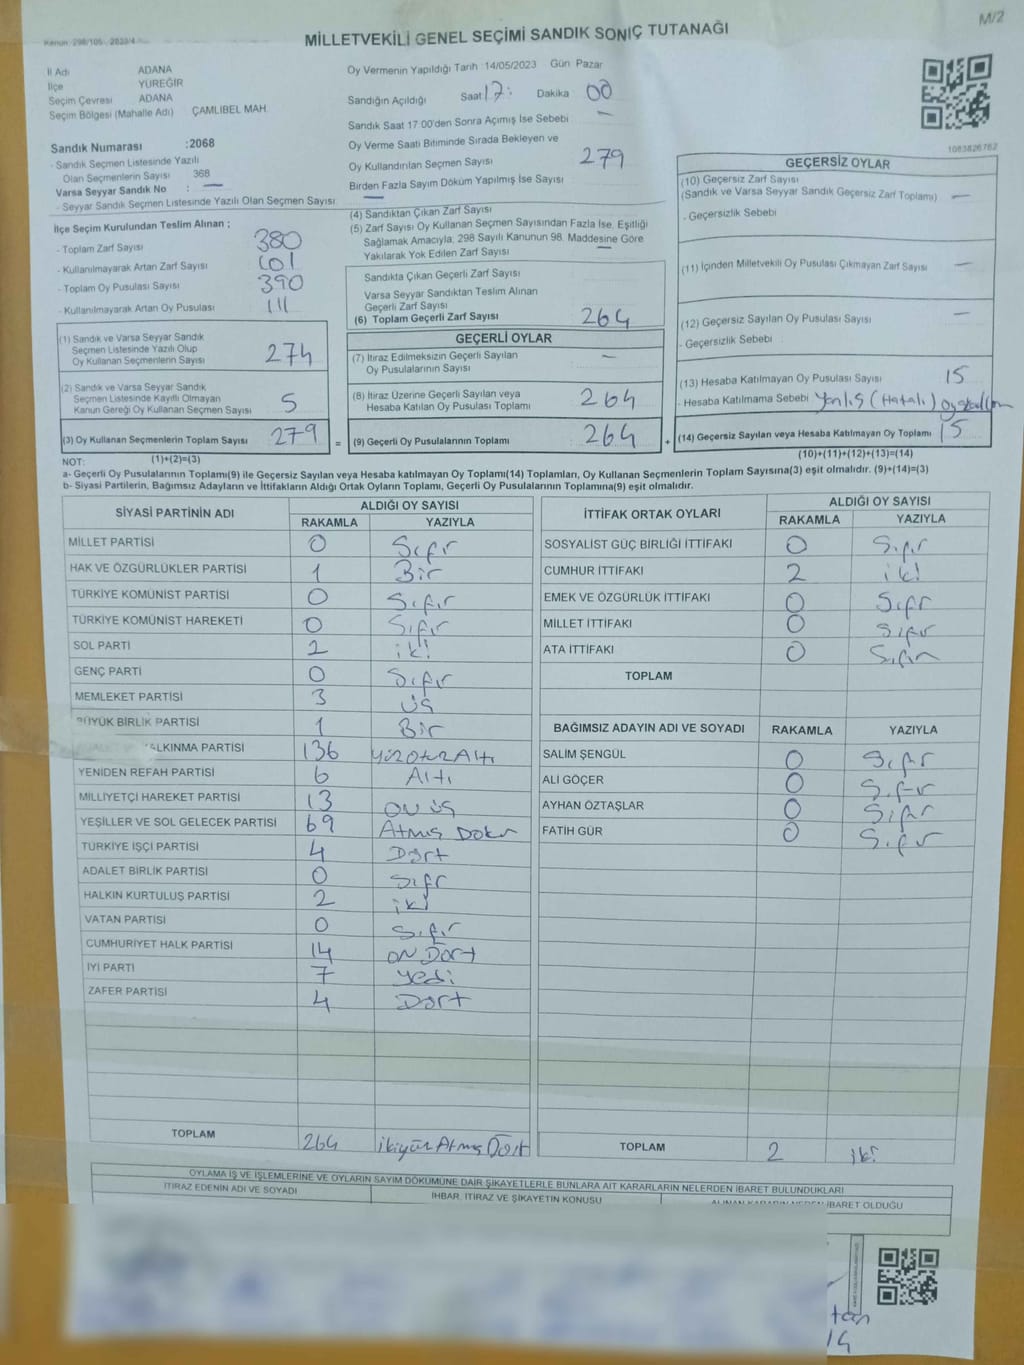 M/2
MİLLETVEKİLİ GENEL SEÇİMİ SANDIK SONUÇ TUTANAĞI
İl Adı ADANA
İlçe YÜREĞİR
Seçim Çevresi ADANA
Seçim Bölgesi (Mahalle Adı) ÇAMLIBEL MAH.
Sandık Numarası :2068
- Sandık Seçmen Listesinde Yazılı
Olan Seçmenlerin Sayısı 368
Varsa Seyyar Sandık No : —
- Seyyar Sandık Seçmen Listesinde Yazılı Olan Seçmen Sayısı —
Oy Vermenin Yapıldığı Tarih 14/05/2023 Gün Pazar
Sandığın Açıldığı Saat 17: Dakika 00
Sandık Saat 17:00'den Sonra Açımış İse Sebebi —
Oy Verme Saati Bitiminde Sırada Bekleyen ve
Oy Kullandırılan Seçmen Sayısı 279
Birden Fazla Sayım Döküm Yapılmış İse Sayısı
1083826762
İlçe Seçim Kurulundan Teslim Alınan ;
- Toplam Zarf Sayısı 380
- Kullanılmayarak Artan Zarf Sayısı 101
- Toplam Oy Pusulası Sayısı 390
- Kullanılmayarak Artan Oy Pusulası 111
(1) Sandık ve Varsa Seyyar Sandık
Seçmen Listesinde Yazılı Olup
Oy Kullanan Seçmenlerin Sayısı 274
(2) Sandık ve Varsa Seyyar Sandık
Seçmen Listesinde Kayıtlı Olmayan
Kanun Gereği Oy Kullanan Seçmen Sayısı 5
(3) Oy Kullanan Seçmenlerin Toplam Sayısı 279 =
(1)+(2)=(3)
(4) Sandıktan Çıkan Zarf Sayısı
(5) Zarf Sayısı Oy Kullanan Seçmen Sayısından Fazla İse, Eşitliği
Sağlamak Amacıyla, 298 Sayılı Kanunun 98. Maddesine Göre
Yakılarak Yok Edilen Zarf Sayısı —
Sandıkta Çıkan Geçerli Zarf Sayısı
Varsa Seyyar Sandıktan Teslim Alınan
Geçerli Zarf Sayısı
(6) Toplam Geçerli Zarf Sayısı 264
GEÇERLİ OYLAR
(7) İtiraz Edilmeksizin Geçerli Sayılan
Oy Pusulalarının Sayısı —
(8) İtiraz Üzerine Geçerli Sayılan veya
Hesaba Katılan Oy Pusulası Toplamı 264
(9) Geçerli Oy Pusulalarının Toplamı 264 +
GEÇERSİZ OYLAR
(10) Geçersiz Zarf Sayısı
(Sandık ve Varsa Seyyar Sandık Geçersiz Zarf Toplamı) —
- Geçersizlik Sebebi
(11) İçinden Milletvekili Oy Pusulası Çıkmayan Zarf Sayısı —
(12) Geçersiz Sayılan Oy Pusulası Sayısı —
- Geçersizlik Sebebi
(13) Hesaba Katılmayan Oy Pusulası Sayısı 15
- Hesaba Katılmama Sebebi Yanlış (Hatalı)
(14) Geçersiz Sayılan veya Hesaba Katılmayan Oy Toplamı 15
(10)+(11)+(12)+(13)=(14)
NOT:
a- Geçerli Oy Pusulalarının Toplamı(9) ile Geçersiz Sayılan veya Hesaba katılmayan Oy Toplamı(14) Toplamları, Oy Kullanan Seçmenlerin Toplam Sayısına(3) eşit olmalıdır. (9)+(14)=(3)
b- Siyasi Partilerin, Bağımsız Adayların ve İttifakların Aldığı Ortak Oyların Toplamı, Geçerli Oy Pusulalarının Toplamına(9) eşit olmalıdır.
SİYASİ PARTİNİN ADI ALDIĞI OY SAYISI
RAKAMLA YAZIYLA
MİLLET PARTİSİ 0 Sıfır
HAK VE ÖZGÜRLÜKLER PARTİSİ 1 Bir
TÜRKİYE KOMÜNİST PARTİSİ 0 Sıfır
TÜRKİYE KOMÜNİST HAREKETİ 0 Sıfır
SOL PARTİ 2 iki
GENÇ PARTİ 0 Sıfır
MEMLEKET PARTİSİ 3 üç
BÜYÜK BİRLİK PARTİSİ 1 Bir
KALKINMA PARTİSİ 136 YüzotuzAltı
YENİDEN REFAH PARTİSİ 6 Altı
MİLLİYETÇİ HAREKET PARTİSİ 13 on üç
YEŞİLLER VE SOL GELECEK PARTİSİ 69 Atmış Dokuz
TÜRKİYE İŞÇİ PARTİSİ 4 Dört
ADALET BİRLİK PARTİSİ 0 Sıfır
HALKIN KURTULUŞ PARTİSİ 2 iki
VATAN PARTİSİ 0 Sıfır
CUMHURİYET HALK PARTİSİ 14 on Dört
İYİ PARTİ 7 yedi
ZAFER PARTİSİ 4 Dört
TOPLAM 264 ikiyüz Atmış Dört
İTTİFAK ORTAK OYLARI ALDIĞI OY SAYISI
RAKAMLA YAZIYLA
SOSYALİST GÜÇ BİRLİĞİ İTTİFAKI 0 Sıfır
CUMHUR İTTİFAKI 2 iki
EMEK VE ÖZGÜRLÜK İTTİFAKI 0 Sıfır
MİLLET İTTİFAKI 0 Sıfır
ATA İTTİFAKI 0 Sıfır
TOPLAM
BAĞIMSIZ ADAYIN ADI VE SOYADI RAKAMLA YAZIYLA
SALİM ŞENGÜL 0 Sıfır
ALİ GÖÇER 0 Sıfır
AYHAN ÖZTAŞLAR 0 Sıfır
FATİH GÜR 0 Sıfır
TOPLAM 2 iki
OYLAMA İŞ VE İŞLEMLERİNE VE OYLARIN SAYIM DÖKÜMÜNE DAİR ŞİKAYETLERLE BUNLARA AİT KARARLARIN NELERDEN İBARET BULUNDUKLARI
İTİRAZ EDENİN ADI VE SOYADI İHBAR, İTİRAZ VE ŞİKAYETİN KONUSU İBARET OLDUĞU